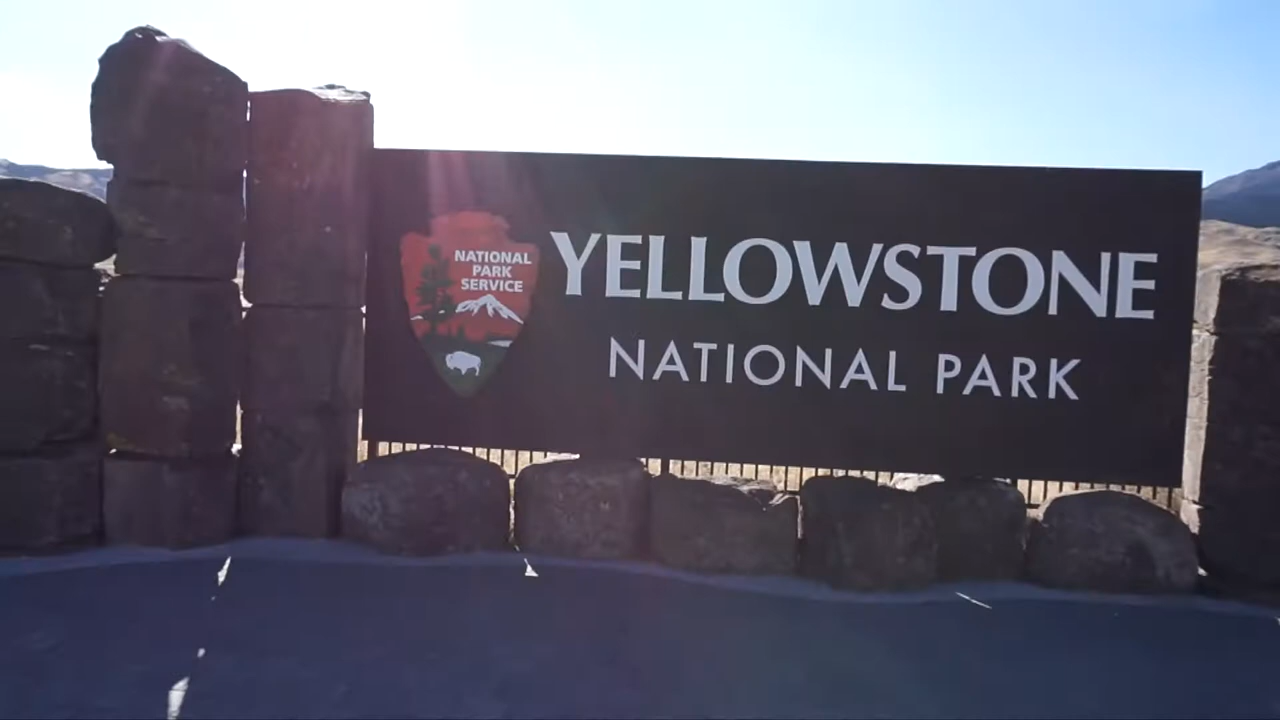 NATIONAL
PARK
SERVICE
YELLOWSTONE
NATIONAL PARK